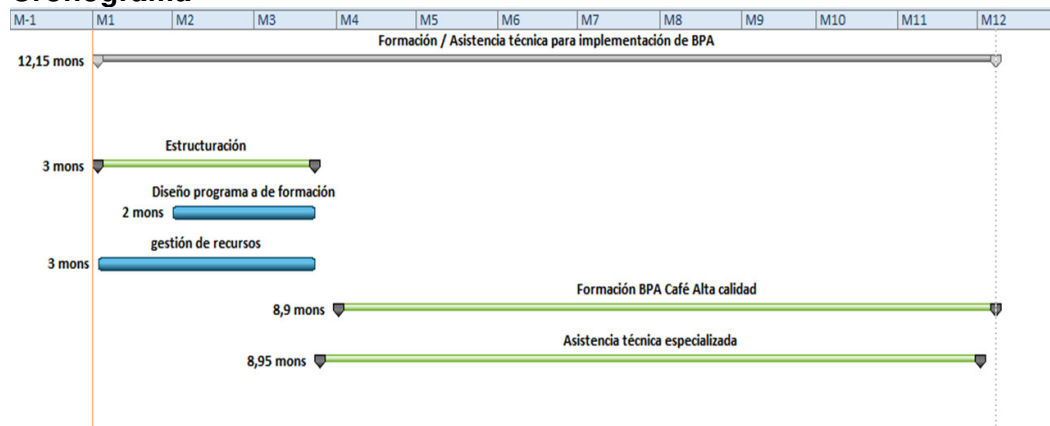 Cronograma
M-1 M1 M2 M3 M4 M5 M6 M7 M8 M9 M10 M11 M12
Formación / Asistencia técnica para implementación de BPA
12,15 mons
Estructuración
3 mons
Diseño programa a de formación
2 mons
gestión de recursos
3 mons
Formación BPA Café Alta calidad
8,9 mons
Asistencia técnica especializada
8,95 mons